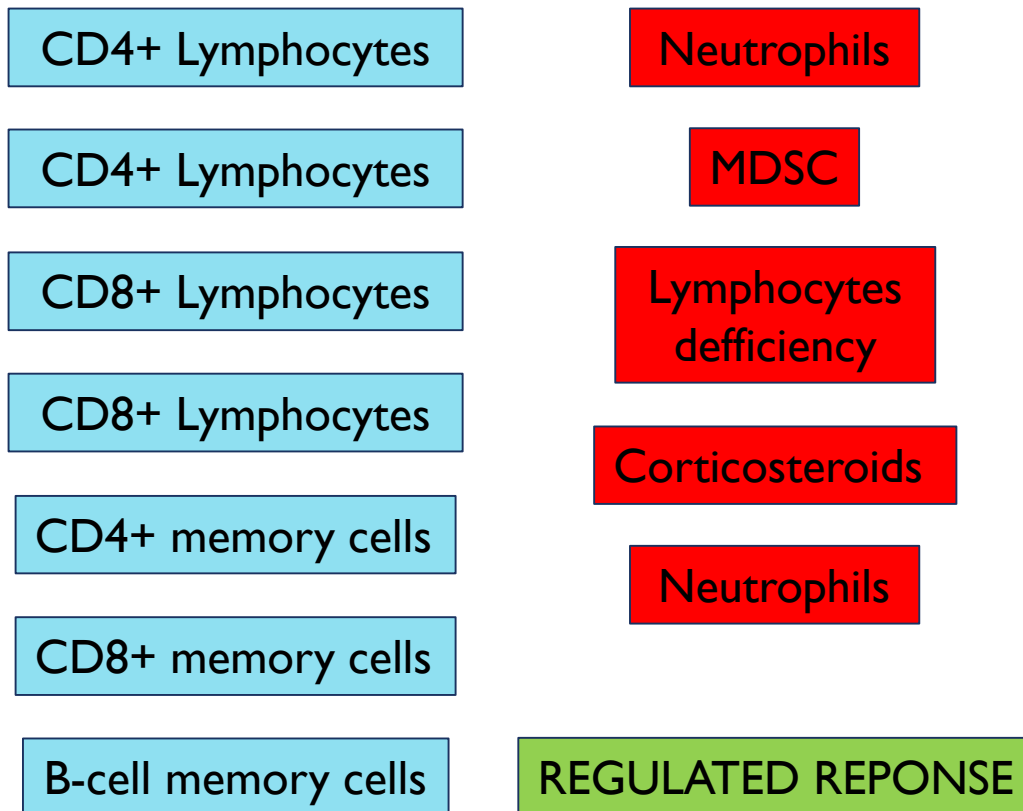 CD4+ Lymphocytes
CD4+ Lymphocytes
CD8+ Lymphocytes
CD8+ Lymphocytes
CD4+ memory cells
CD8+ memory cells
B-cell memory cells
Neutrophils
MDSC
Lymphocytes
defficiency
Corticosteroids
Neutrophils
REGULATED REPONSE